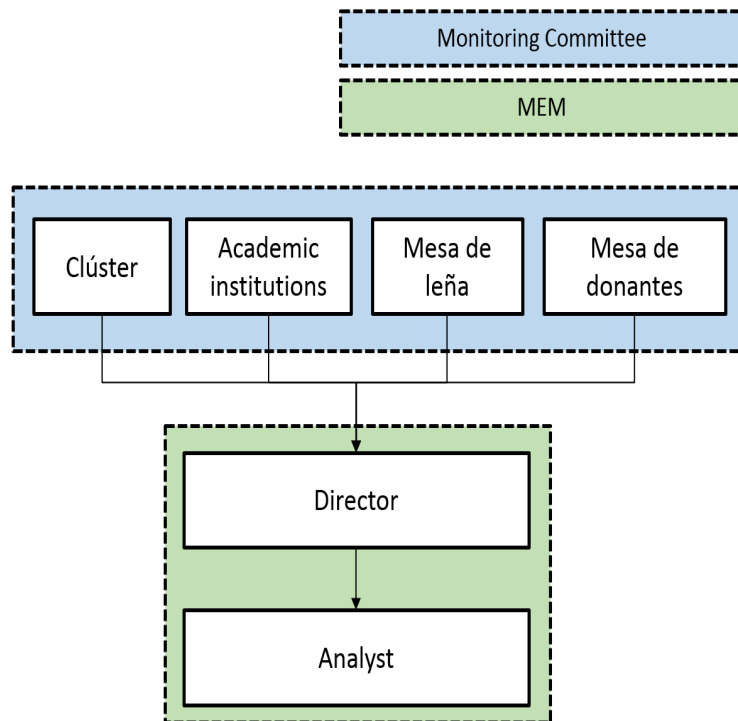 Monitoring Committee
MEM
Clúster
Academic
institutions
Mesa de
leña
Mesa de
donantes
Director
Analyst